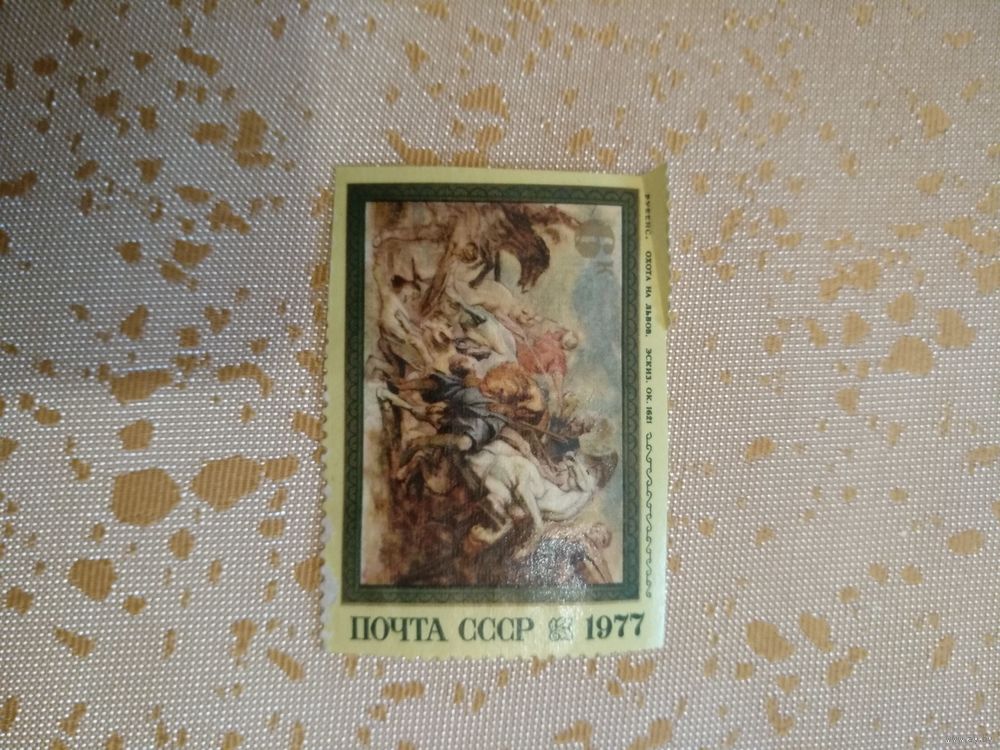 РУБЕНС. ОХОТА НА ЛЬВОВ. ЭСКИЗ. ОК. 1621
6 К
ПОЧТА СССР 1977